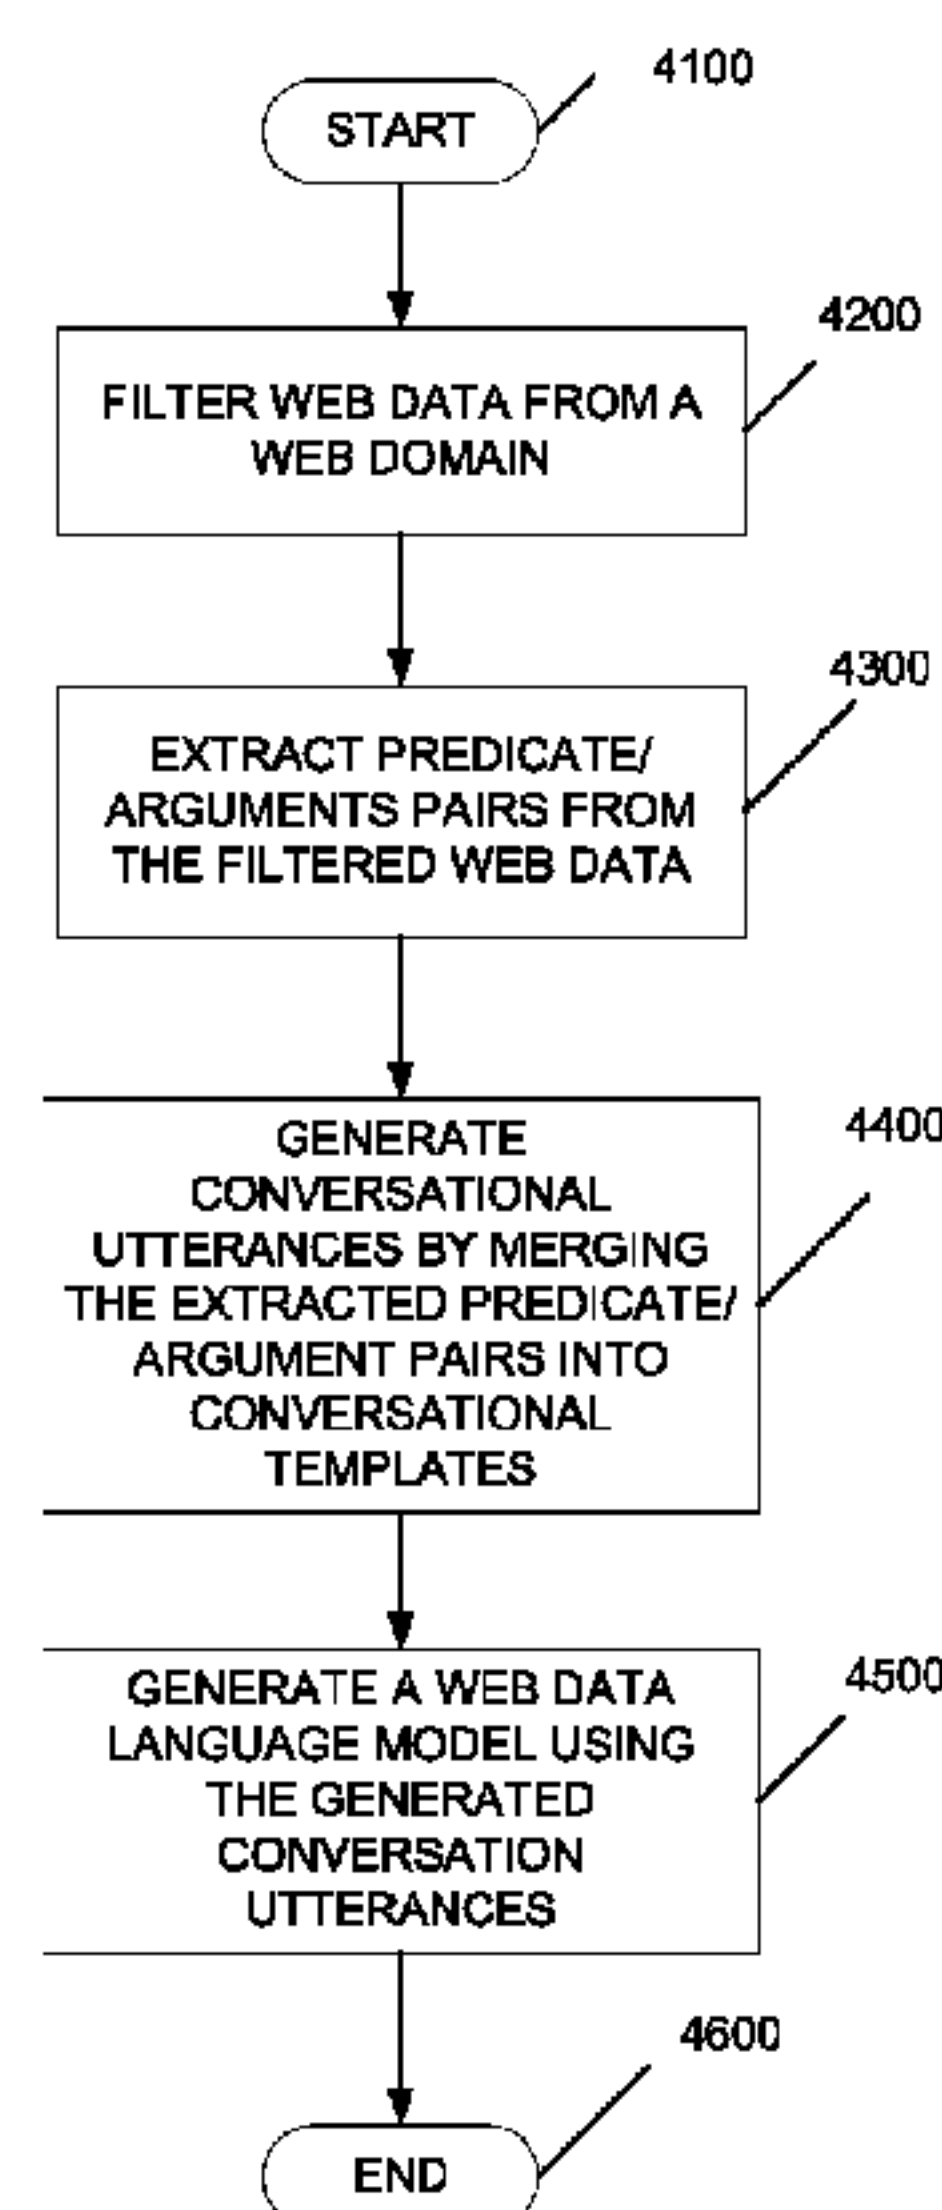 4100
START
4200
FILTER WEB DATA FROM A
WEB DOMAIN
4300
EXTRACT PREDICATE/
ARGUMENTS PAIRS FROM
THE FILTERED WEB DATA
4400
GENERATE
CONVERSATIONAL
UTTERANCES BY MERGING
THE EXTRACTED PREDICATE/
ARGUMENT PAIRS INTO
CONVERSATIONAL
TEMPLATES
4500
GENERATE A WEB DATA
LANGUAGE MODEL USING
THE GENERATED
CONVERSATION
UTTERANCES
4600
END